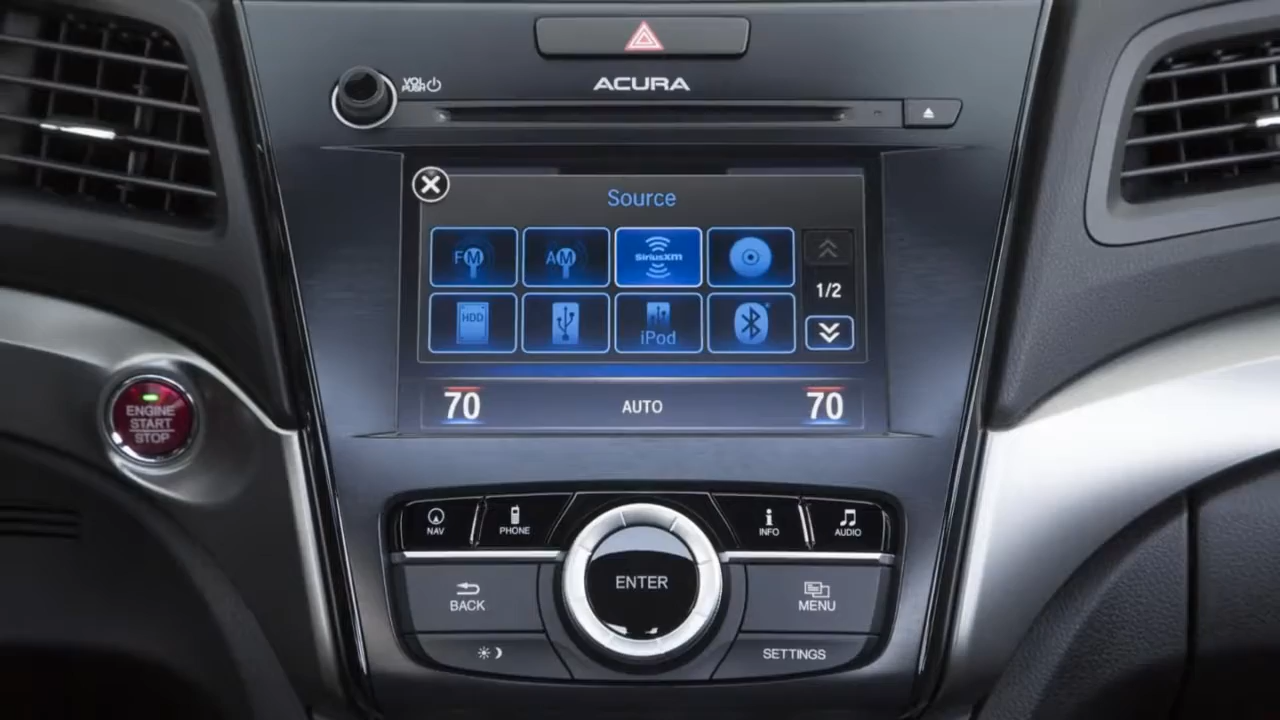 VOL
PUSH
ACURA
Source
FM
AM
SiriusXM
HDD
iPod
1/2
70
AUTO
70
ENGINE
START
STOP
NAV
PHONE
INFO
AUDIO
ENTER
BACK
MENU
SETTINGS